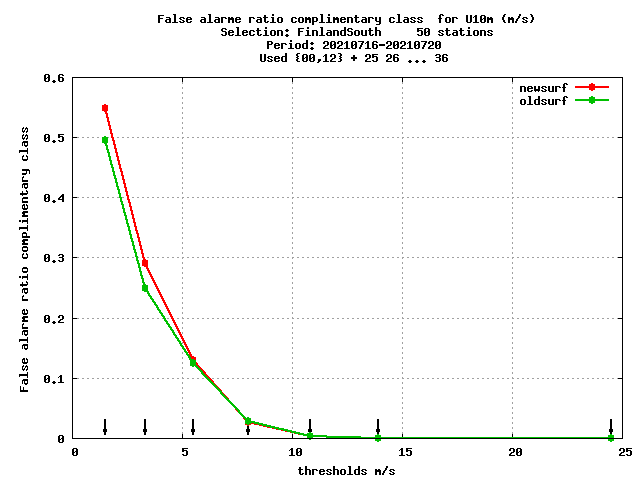 False alarme ratio complimentary class  for U10m (m/s)
Selection: FinlandSouth     50 stations
Period: 20210716-20210720
Used {00,12} + 25 26 ... 36
newsurf
oldsurf
False alarme ratio complimentary class
0.6
0.5
0.4
0.3
0.2
0.1
0
0 5 10 15 20 25
thresholds m/s